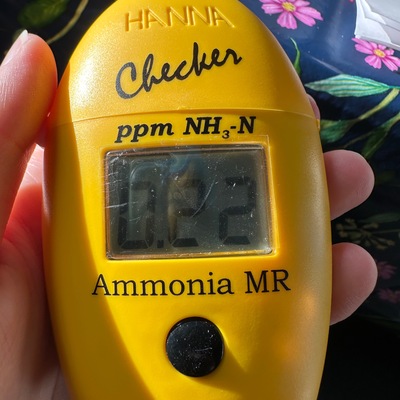 HANNA
Checker
ppm NH₃-N
0.22
Ammonia MR